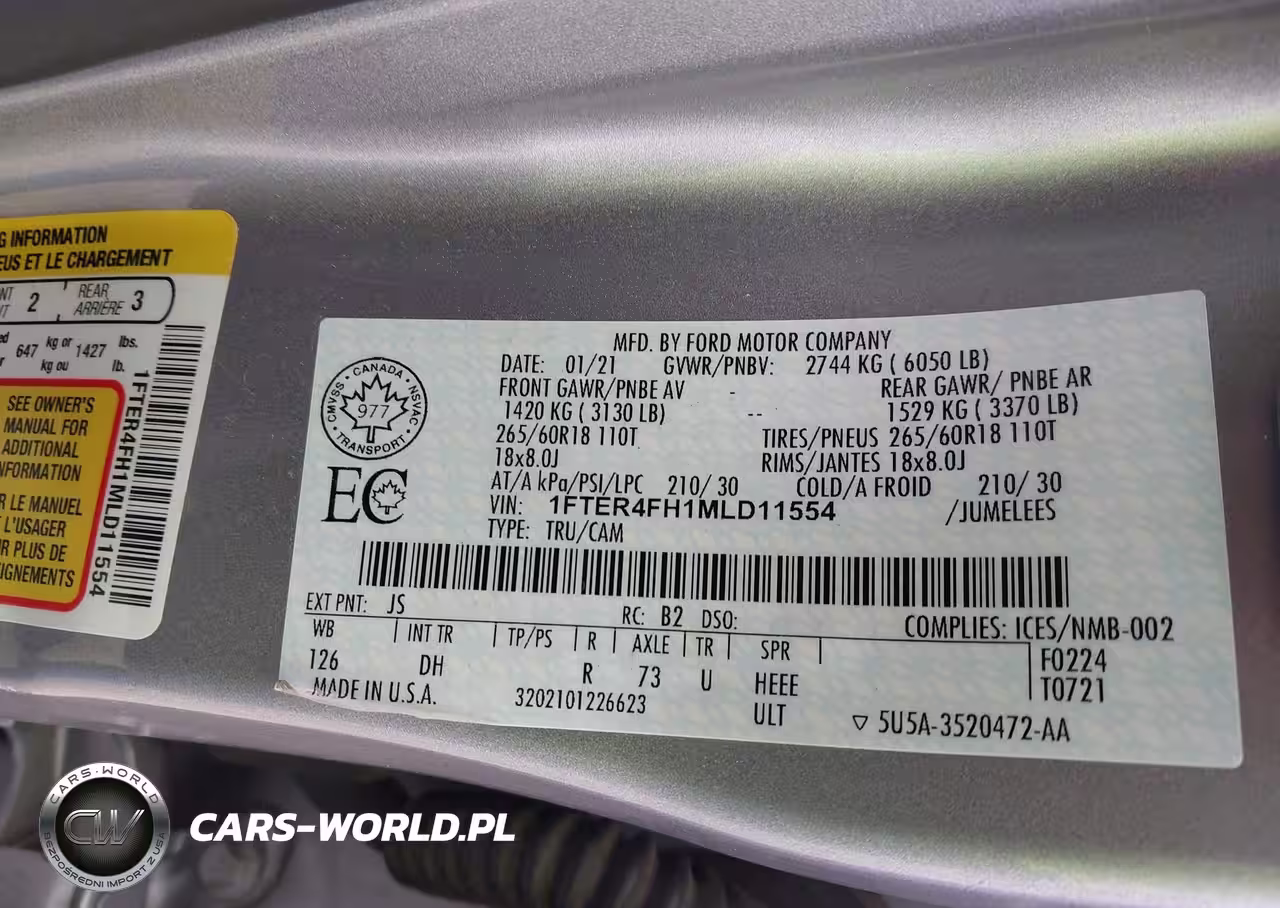 G INFORMATION
EUS ET LE CHARGEMENT
2
REAR
ARRIÈRE 3
647 kg or 1427 lbs.
kg ou lb.
SEE OWNER'S
MANUAL FOR
ADDITIONAL
NFORMATION
R LE MANUEL
L'USAGER
R PLUS DE
IGNEMENTS
1FTER4FH1MLD11554
MFD. BY FORD MOTOR COMPANY
DATE: 01/21 GVWR/PNBV: 2744 KG ( 6050 LB)
FRONT GAWR/PNBE AV - REAR GAWR/ PNBE AR
1420 KG ( 3130 LB) -- 1529 KG ( 3370 LB)
265/60R18 110T TIRES/PNEUS 265/60R18 110T
18x8.0J RIMS/JANTES 18x8.0J
AT/A kPa/PSI/LPC 210/ 30 COLD/A FROID 210/ 30
VIN: 1FTER4FH1MLD11554 /JUMELEES
TYPE: TRU/CAM
CANADA
CMVSS NSVAC
977
TRANSPORT
EC
EXT PNT: JS RC: B2 DSO:
COMPLIES: ICES/NMB-002
WB INT TR TP/PS R AXLE TR SPR
126 DH R 73 U HEEE
F0224
T0721
MADE IN U.S.A. 3202101226623 ULT
5U5A-3520472-AA
CARS-WORLD
CW
BEZPOŚREDNI IMPORT Z USA
CARS-WORLD.PL